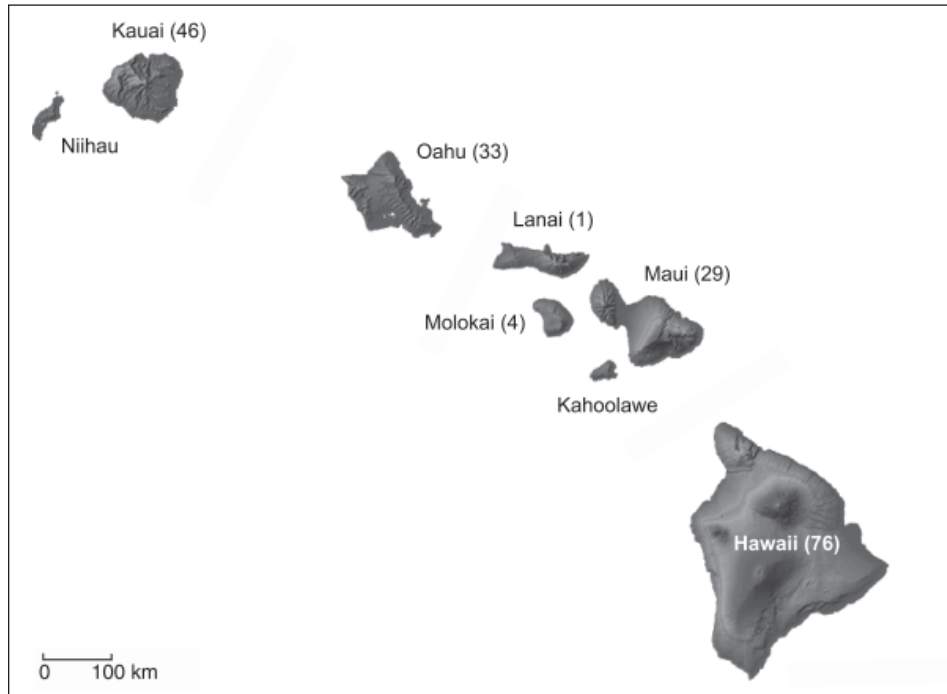 Kauai (46)
Niihau
Oahu (33)
Lanai (1)
Maui (29)
Molokai (4)
Kahoolawe
Hawaii (76)
0 100 km